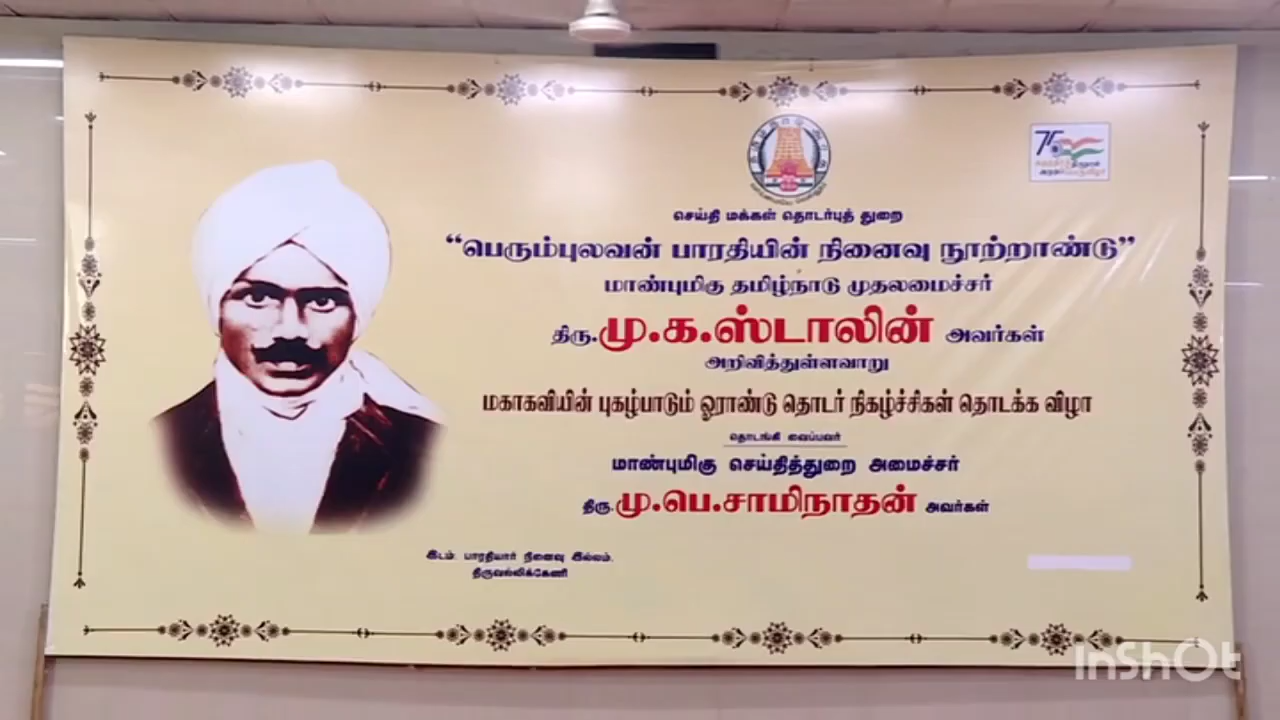 75
செய்தி மக்கள் தொடர்புத் துறை
“பெரும்புலவன் பாரதியின் நினைவு நூற்றாண்டு”
மாண்புமிகு தமிழ்நாடு முதலமைச்சர்
திரு.மு.க.ஸ்டாலின் அவர்கள்
அறிவித்துள்ளவாறு
மகாகவியின் புகழ்பாடும் ஓராண்டு தொடர் நிகழ்ச்சிகள் தொடக்க விழா
தொடங்கி வைப்பவர்
மாண்புமிகு செய்தித்துறை அமைச்சர்
திரு.மு.பெ.சாமிநாதன் அவர்கள்
இடம். பாரதியார் நினைவு இல்லம்.
திருவல்லிக்கேணி
InShOt